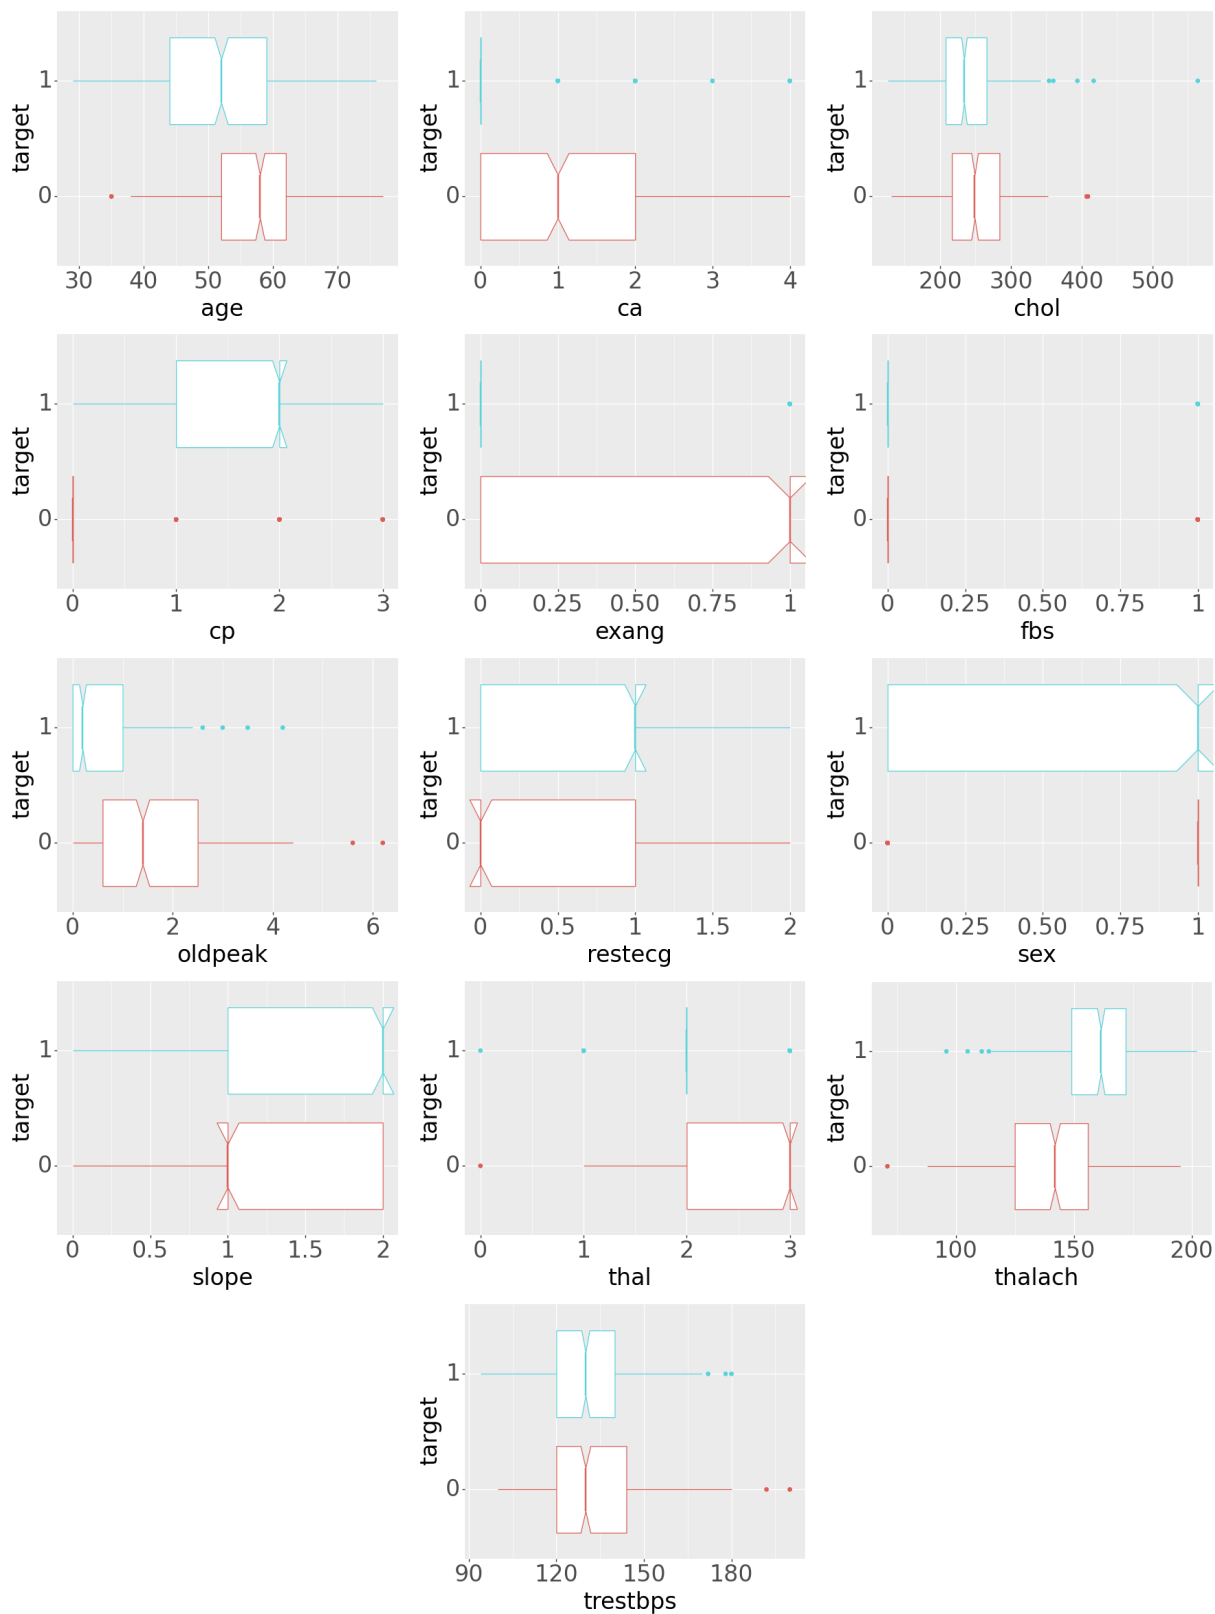 target
1
0
30 40 50 60 70
age
target
1
0
0 1 2 3 4
ca
target
1
0
200 300 400 500
chol
target
1
0
0 1 2 3
cp
target
1
0
0 0.25 0.50 0.75 1
exang
target
1
0
0 0.25 0.50 0.75 1
fbs
target
1
0
0 2 4 6
oldpeak
target
1
0
0 0.5 1 1.5 2
restecg
target
1
0
0 0.25 0.50 0.75 1
sex
target
1
0
0 0.5 1 1.5 2
slope
target
1
0
0 1 2 3
thal
target
1
0
100 150 200
thalach
target
1
0
90 120 150 180
trestbps